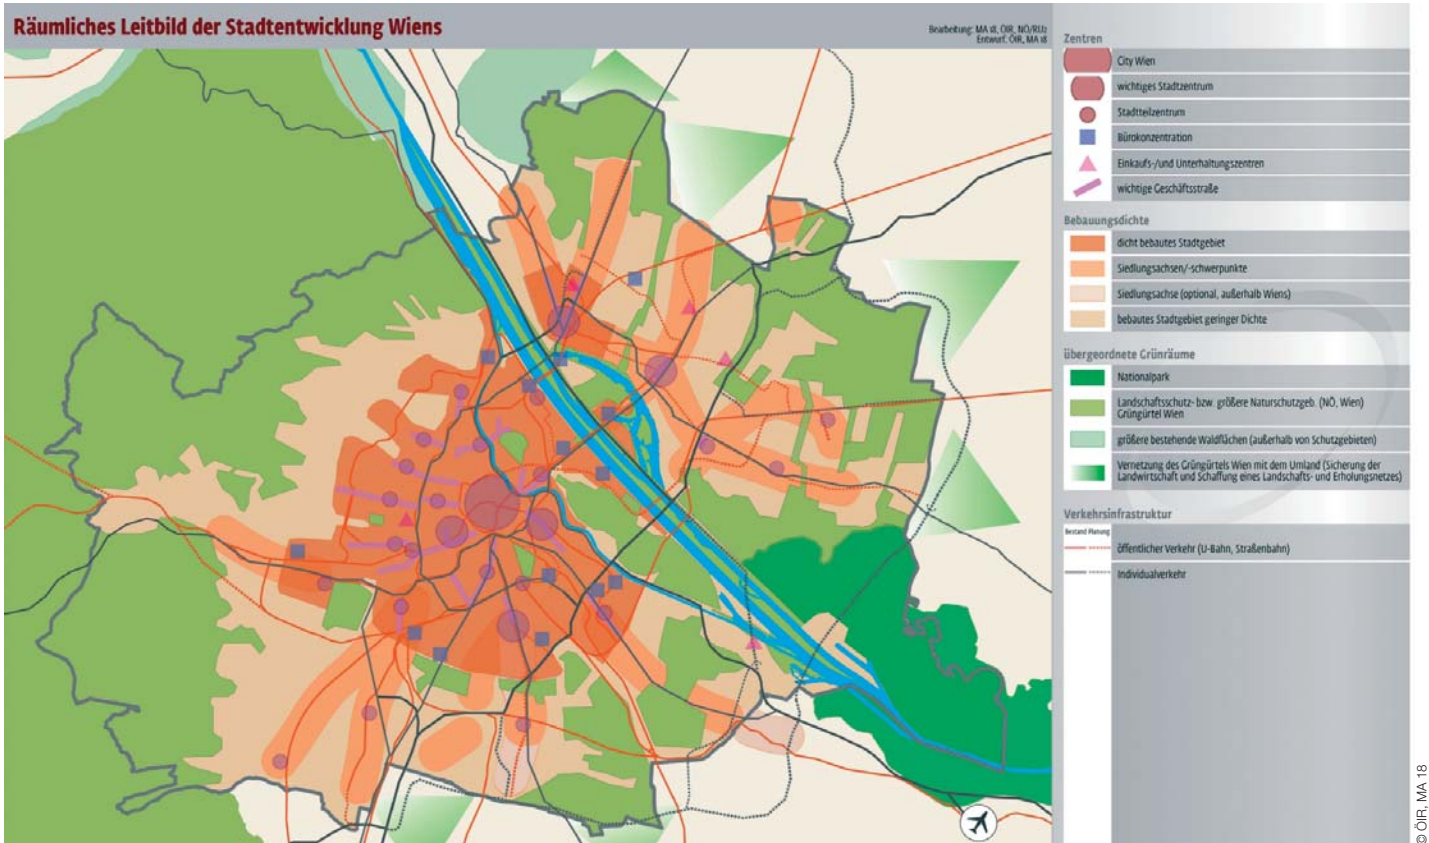 Räumliches Leitbild der Stadtentwicklung Wiens
Bearbeitung: MA 18, ÖIR, NÖ/RU2
Entwurf: ÖIR, MA 18
Zentren
City Wien
wichtiges Stadtzentrum
Stadtteilzentrum
Bürokonzentration
Einkaufs-/und Unterhaltungszentren
wichtige Geschäftsstraße
Bebauungsdichte
dicht bebautes Stadtgebiet
Siedlungsachsen/-schwerpunkte
Siedlungsachse (optional, außerhalb Wiens)
bebautes Stadtgebiet geringer Dichte
übergeordnete Grünräume
Nationalpark
Landschaftsschutz- bzw. größere Naturschutzgeb. (NÖ, Wien)
Grüngürtel Wien
größere bestehende Waldflächen (außerhalb von Schutzgebieten)
Vernetzung des Grüngürtels Wien mit dem Umland (Sicherung der
Landwirtschaft und Schaffung eines Landschafts- und Erholungsnetzes)
Verkehrsinfrastruktur
Bestand Planung
öffentlicher Verkehr (U-Bahn, Straßenbahn)
Individualverkehr
© ÖIR, MA 18